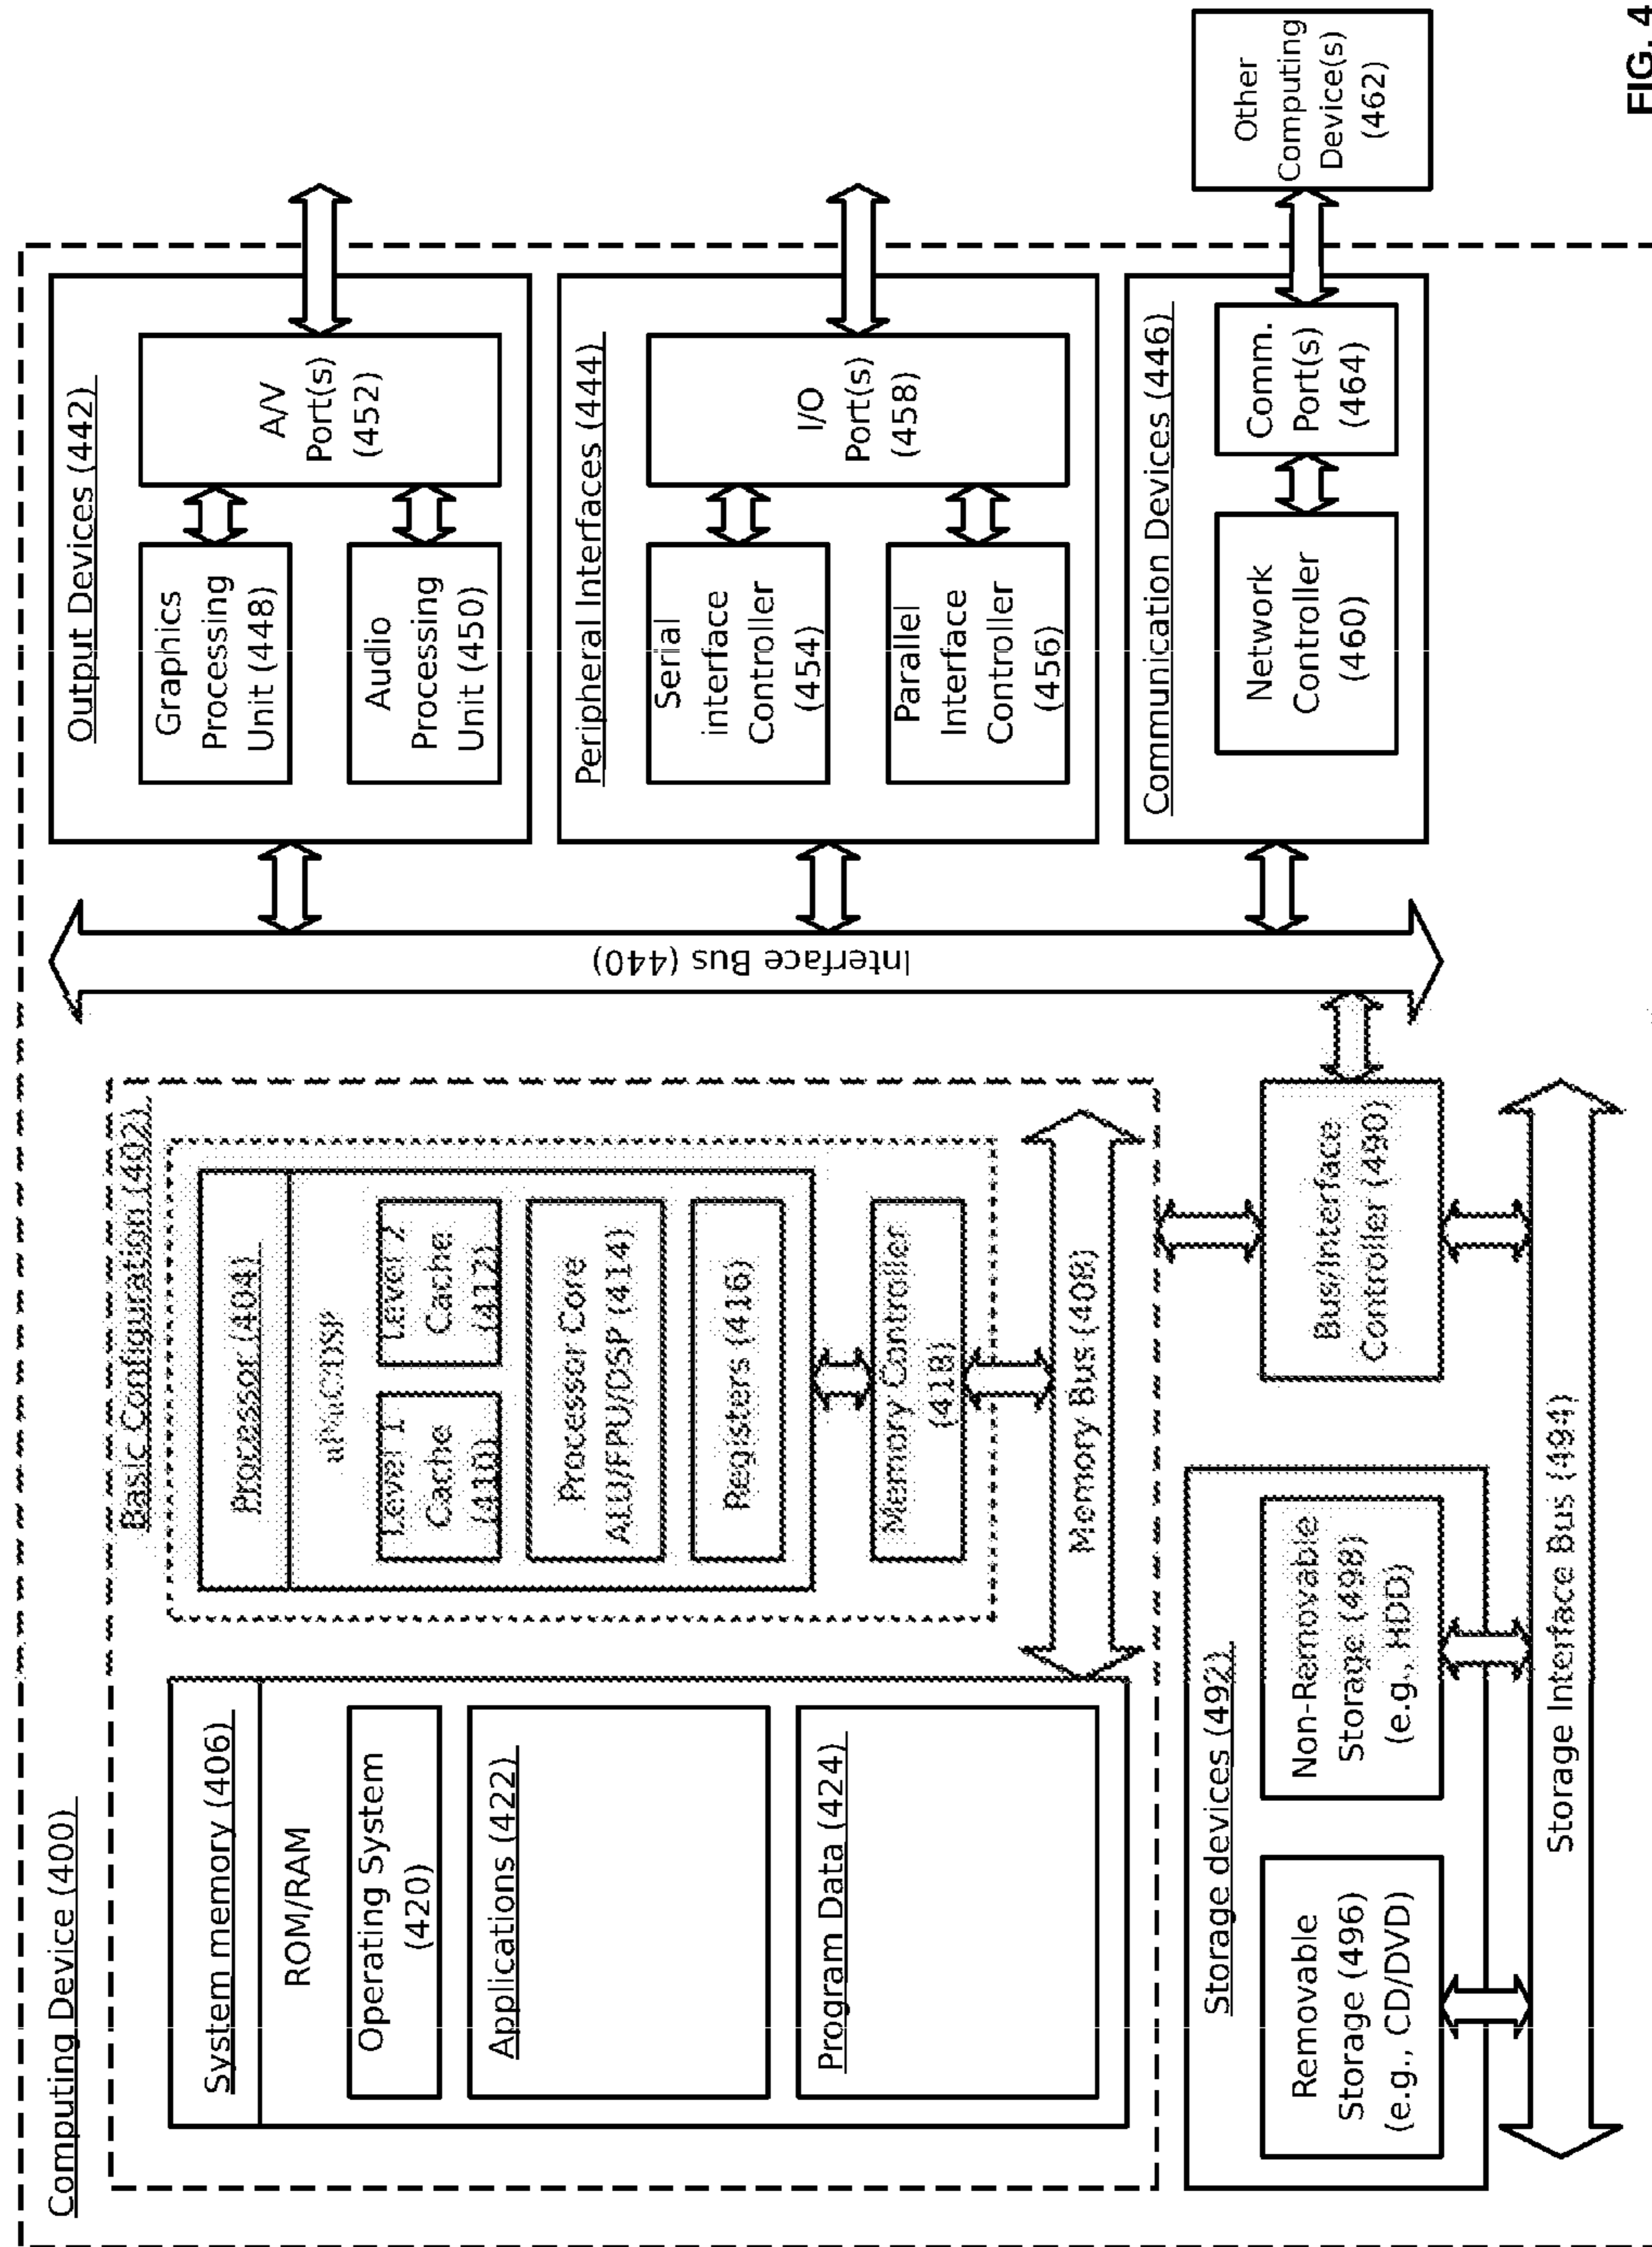 Computing Device (400)
Basic Configuration (402)
System memory (406)
ROM/RAM
Operating System
(420)
Applications (422)
Program Data (424)
Processor (404)
uP/uC/DSP
Level 1
Cache
(410)
Level 2
Cache
(412)
Processor Core
ALU/FPU/DSP (414)
Registers (416)
Memory Controller
(418)
Memory Bus (408)
Bus/Interface
Controller (490)
Storage devices (492)
Removable
Storage (496)
(e.g., CD/DVD)
Non-Removable
Storage (498)
(e.g., HDD)
Storage Interface Bus (494)
Interface Bus (440)
Output Devices (442)
Graphics
Processing
Unit (448)
Audio
Processing
Unit (450)
A/V
Port(s)
(452)
Peripheral Interfaces (444)
Serial
interface
Controller
(454)
Parallel
Interface
Controller
(456)
I/O
Port(s)
(458)
Communication Devices (446)
Network
Controller
(460)
Comm.
Port(s)
(464)
Other
Computing
Device(s)
(462)
FIG. 4